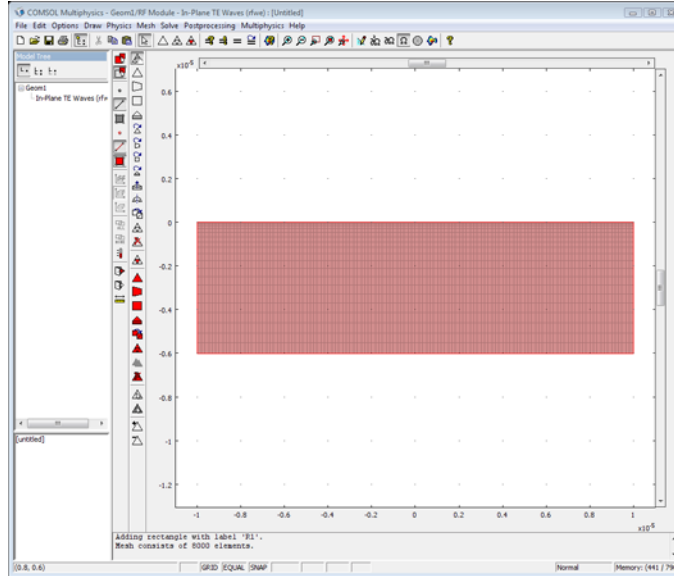 COMSOL Multiphysics - Geom1/RF Module - In-Plane TE Waves (rfwe) : [Untitled]
File Edit Options Draw Physics Mesh Solve Postprocessing Multiphysics Help
Model Tree
Geom1
In-Plane TE Waves (rfw
x10^-5
0.6
0.4
0.2
0
-0.2
-0.4
-0.6
-0.8
-1
-1.2
-1 -0.8 -0.6 -0.4 -0.2 0 0.2 0.4 0.6 0.8 1
x10^-5
[untitled]
Adding rectangle with label 'R1'.
Mesh consists of 8000 elements.
(0.8, 0.6) GRID EQUAL SNAP Normal Memory: (441 / 79